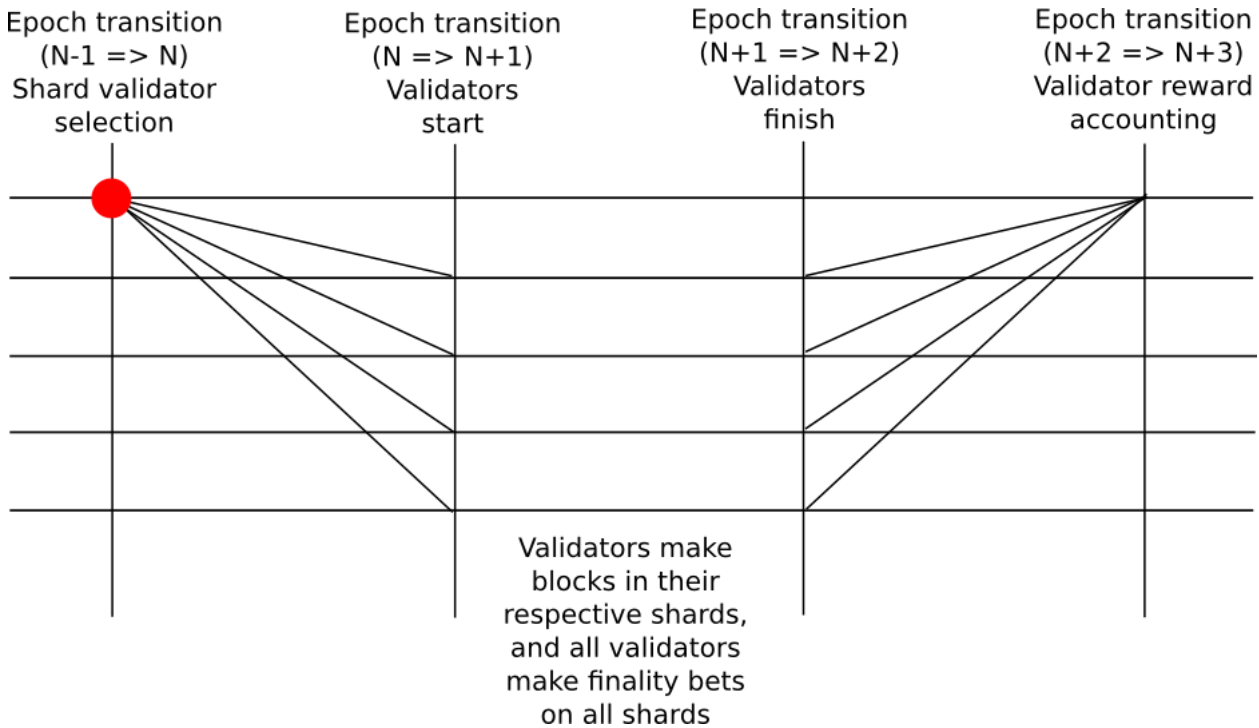 Epoch transition
(N-1 => N)
Shard validator
selection
Epoch transition
(N => N+1)
Validators
start
Epoch transition
(N+1 => N+2)
Validators
finish
Epoch transition
(N+2 => N+3)
Validator reward
accounting
Validators make
blocks in their
respective shards,
and all validators
make finality bets
on all shards